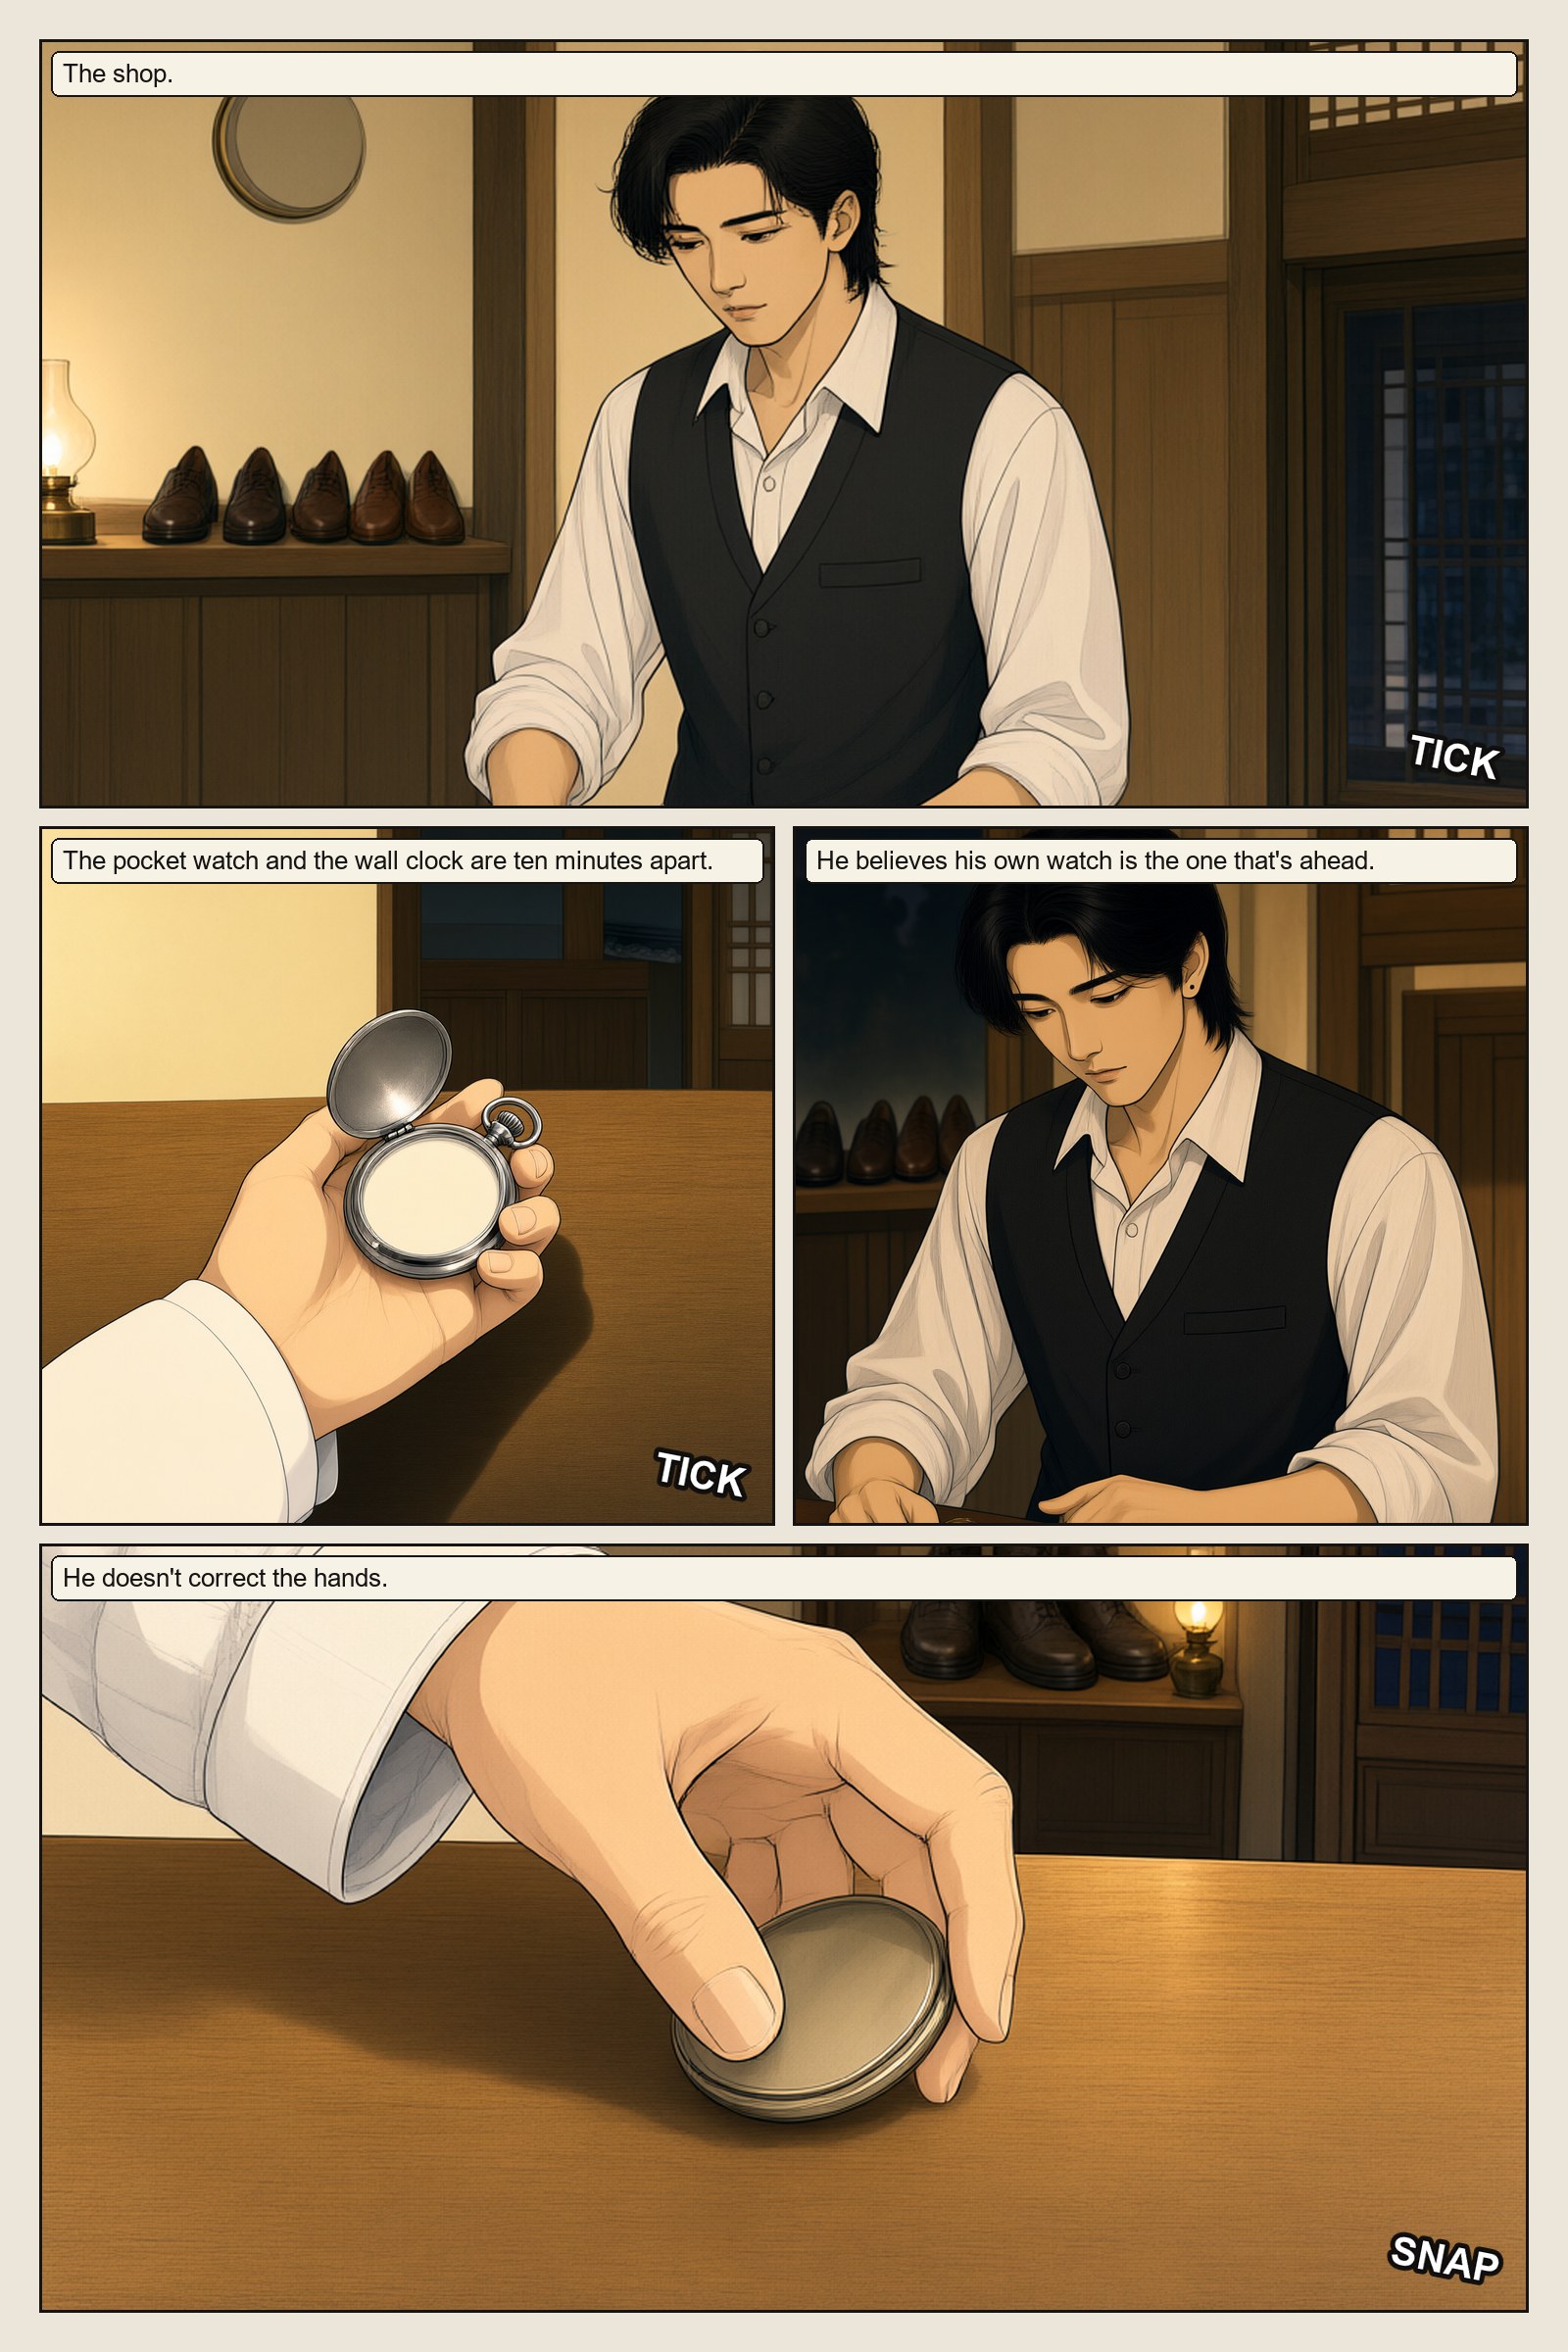 The shop.
TICK
The pocket watch and the wall clock are ten minutes apart.
TICK
He believes his own watch is the one that's ahead.
He doesn't correct the hands.
SNAP